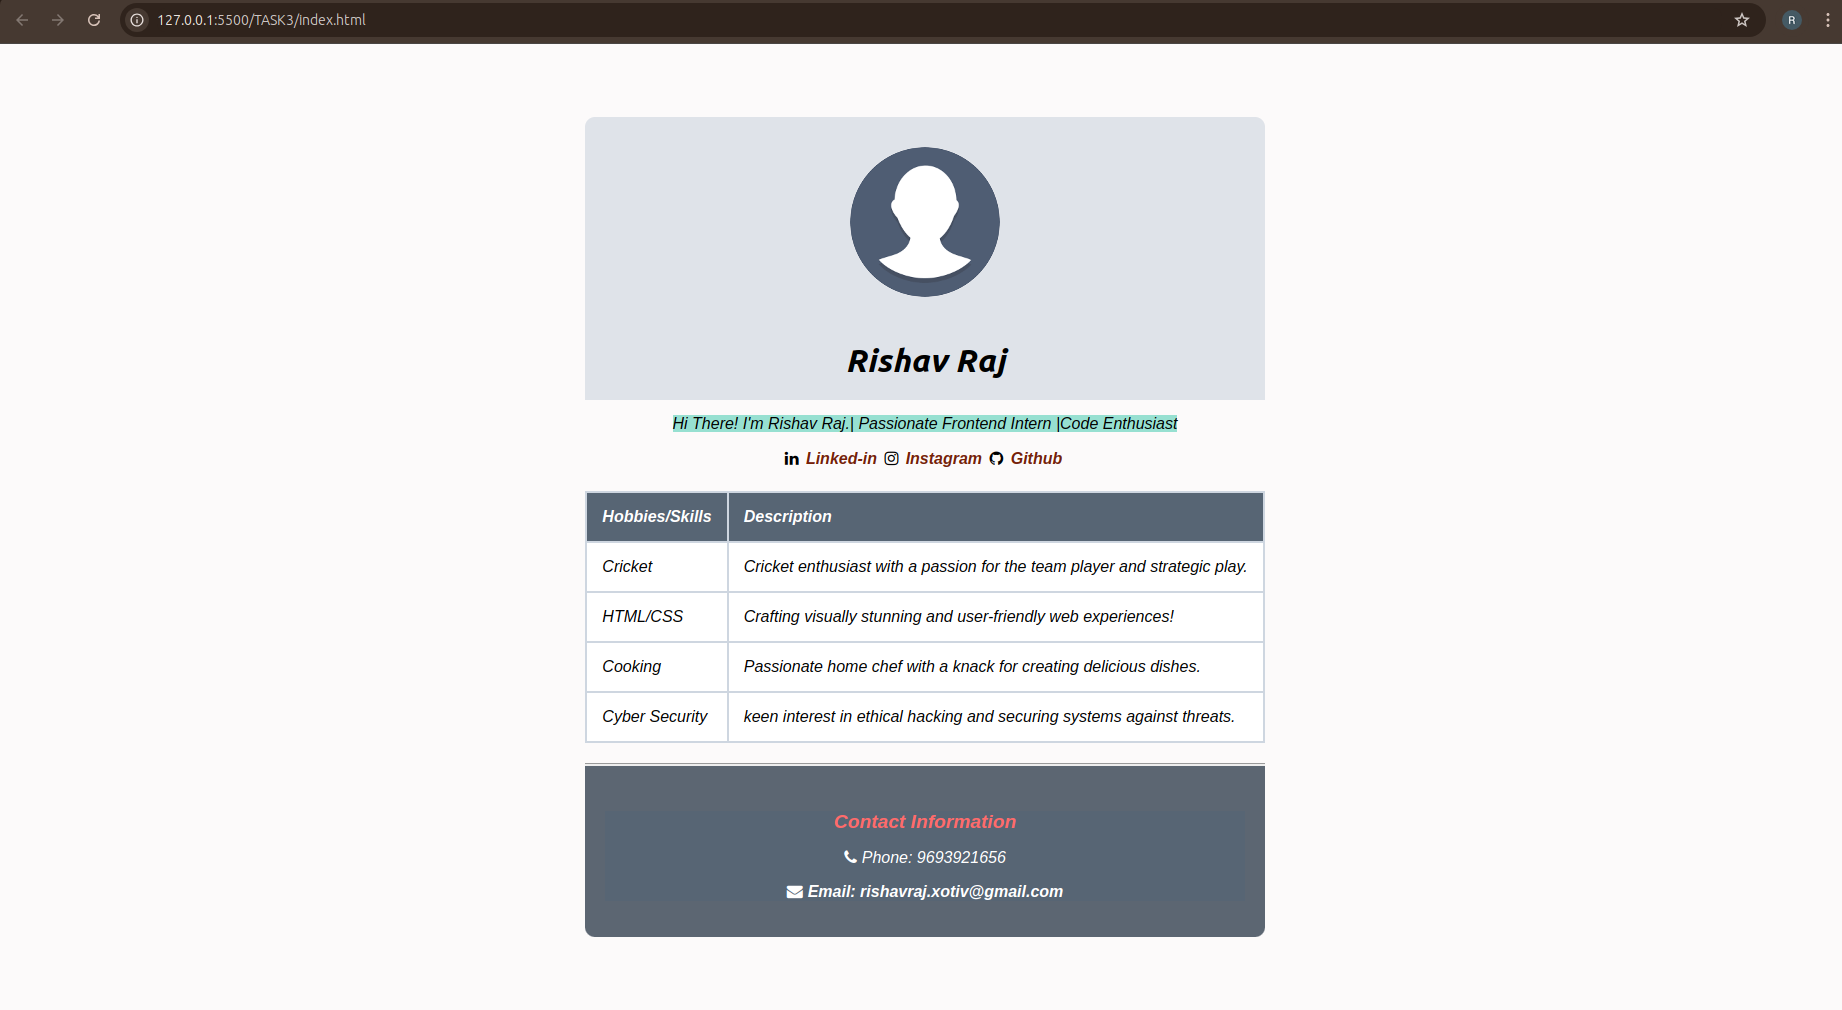 127.0.0.1:5500/TASK3/Index.html
R
Rishav Raj
Hi There! I'm Rishav Raj.| Passionate Frontend Intern |Code Enthusiast
Linked-in Instagram Github
Hobbies/Skills Description
Cricket Cricket enthusiast with a passion for the team player and strategic play.
HTML/CSS Crafting visually stunning and user-friendly web experiences!
Cooking Passionate home chef with a knack for creating delicious dishes.
Cyber Security keen interest in ethical hacking and securing systems against threats.
Contact Information
Phone: 9693921656
Email: rishavraj.xotiv@gmail.com